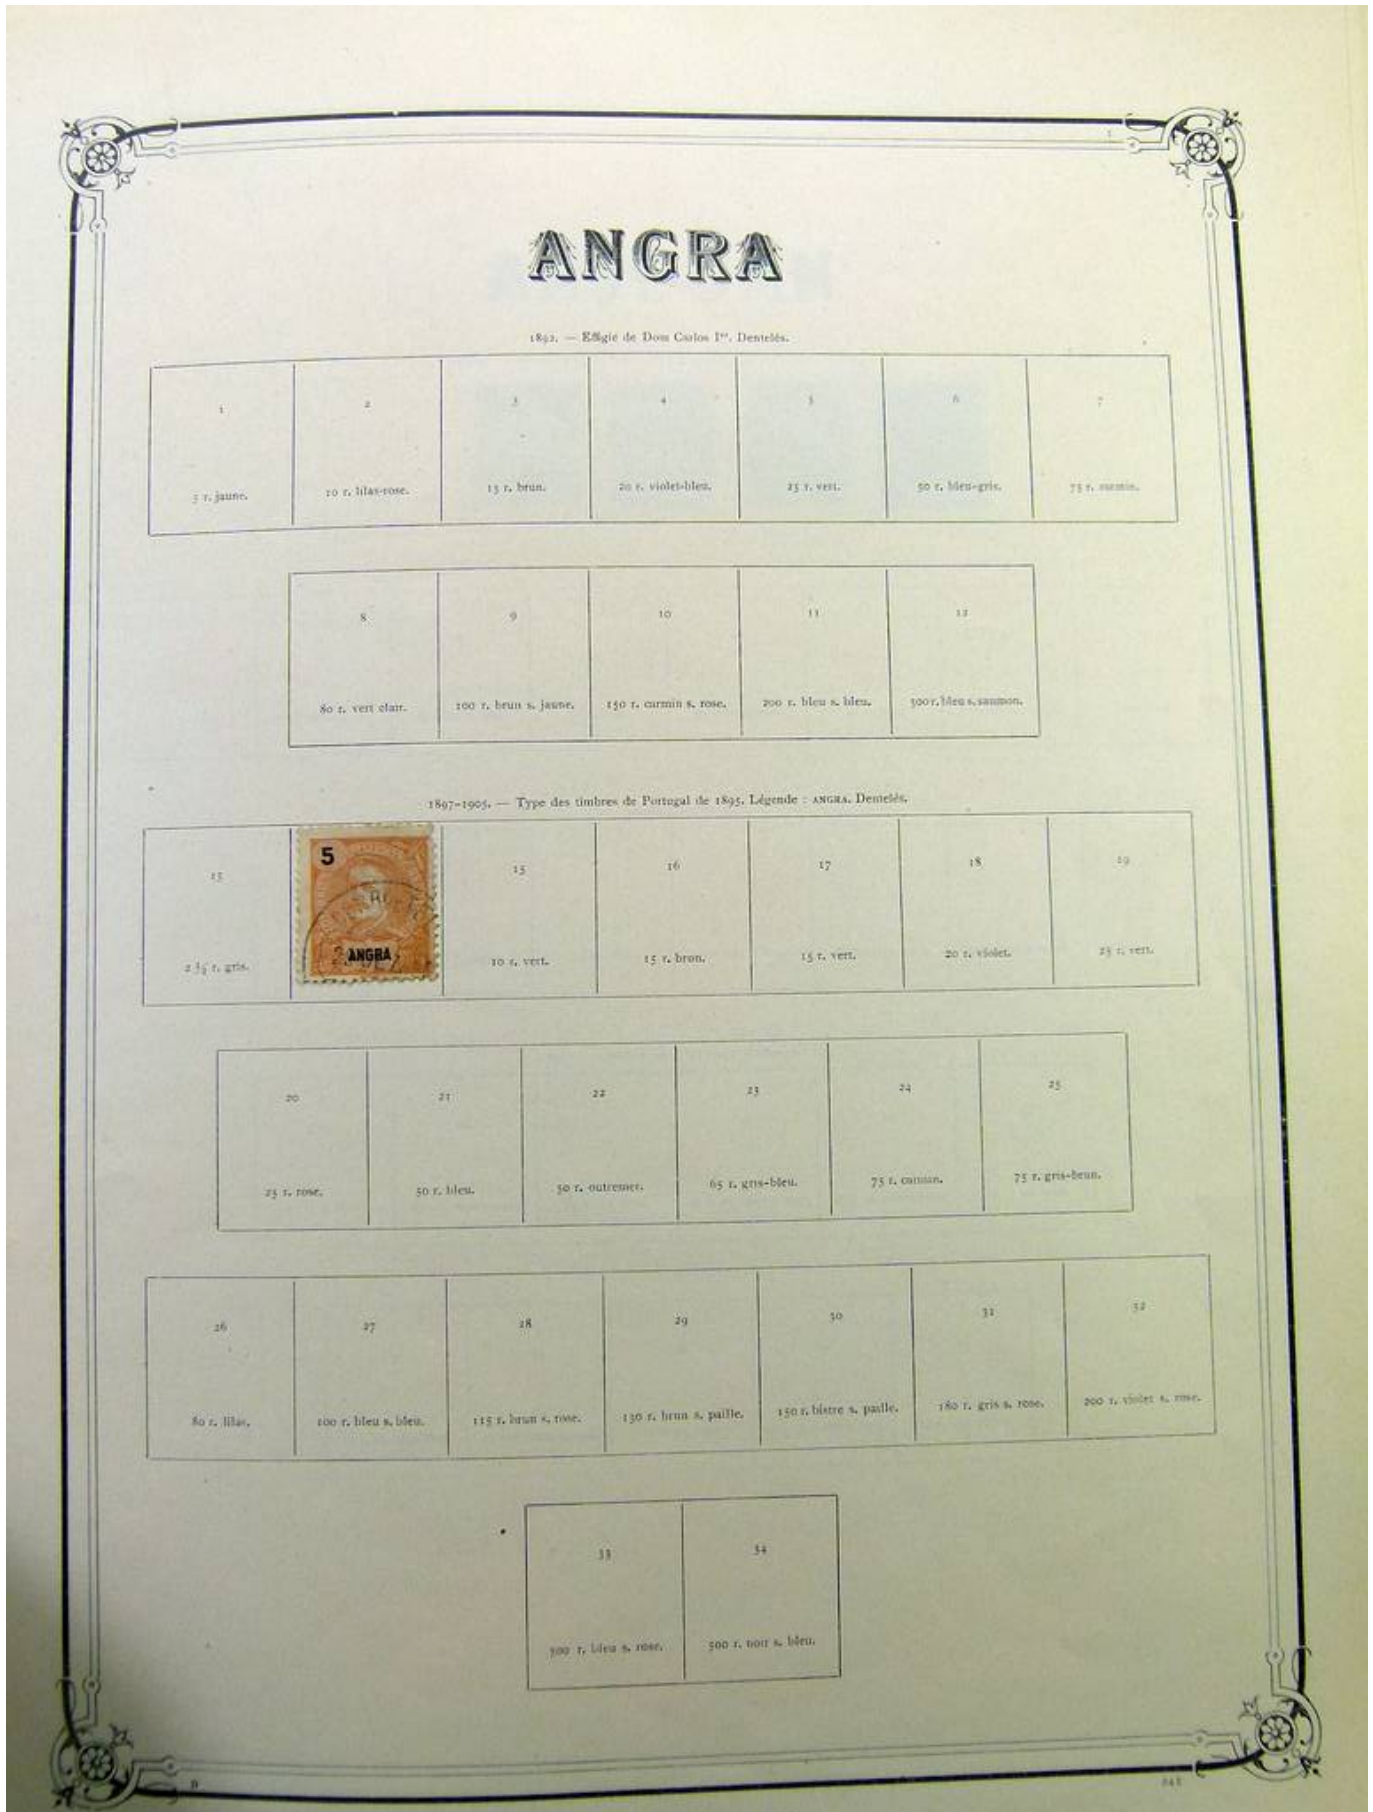 ANGRA
1892. — Effigie de Dom Carlos Ier. Dentelés.
1 2 3 4 5 6 7
5 r. jaune. 10 r. lilas-rose. 15 r. brun. 20 r. violet-bleu. 25 r. vert. 50 r. bleu-gris. 75 r.
8 9 10 11 12
80 r. vert clair. 100 r. brun s. jaune. 150 r. carmin s. rose. 200 r. bleu s. bleu. 500 r. bleu s. saumon.
1897-1905. — Type des timbres de Portugal de 1895. Légende : ANGRA. Dentelés.
13 5 15 16 17 18 19
2 ½ r. gris. ANGRA 10 r. vert. 15 r. brun. 15 r. vert. 20 r. violet. 25 r. vert.
20 21 22 23 24 25
25 r. rose. 50 r. bleu. 50 r. outremer. 65 r. gris-bleu. 75 r. carmin. 75 r. gris-brun.
26 27 28 29 30 31 32
80 r. lilas. 100 r. bleu s. bleu. 115 r. brun s. rose. 130 r. brun s. paille. 150 r. bistre s. paille. 180 r. gris s. rose. 200 r. violet s. rose.
33 34
500 r. bleu s. rose. 500 r. noir s. bleu.